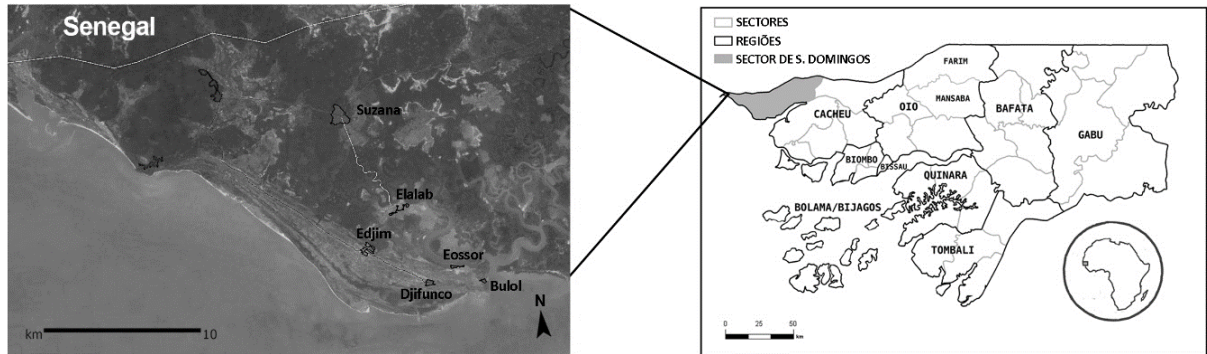 Senegal
Suzana
Elalab
Edjim
Eossor
Djifunco
Bulol
N
km 10
SECTORES
REGIÕES
SECTOR DE S. DOMINGOS
FARIM
CACHEU
OIO
MANSABA
BAFATA
GABU
BIOMBO
BISSAU
QUINARA
BOLAMA/BIJAGOS
TOMBALI
0 25 50
km